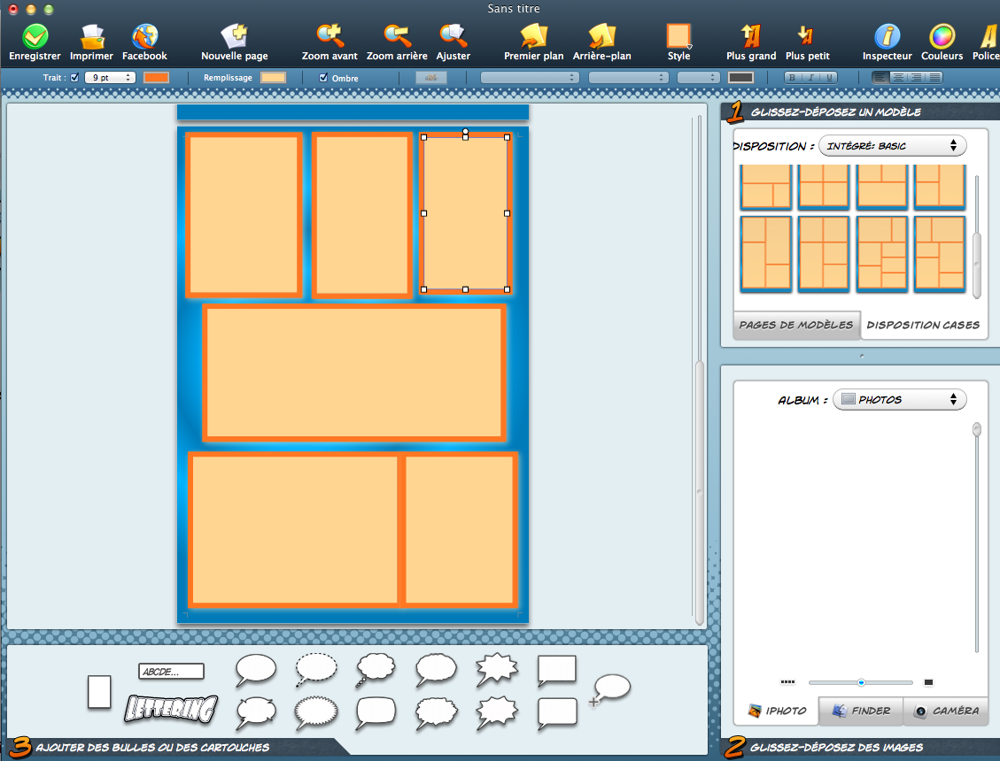 Sans titre
Enregistrer Imprimer Facebook Nouvelle page Zoom avant Zoom arrière Ajuster Premier plan Arrière-plan Style Plus grand Plus petit Inspecteur Couleurs Police
Trait : 9 pt Remplissage Ombre B I U
1 GLISSEZ-DÉPOSEZ UN MODÈLE
DISPOSITION : INTÉGRÉ: BASIC
PAGES DE MODÈLES DISPOSITION CASES
ALBUM : PHOTOS
IPHOTO FINDER CAMÉRA
2 GLISSEZ-DÉPOSEZ DES IMAGES
ABCDE...
LETTERING
3 AJOUTER DES BULLES OU DES CARTOUCHES